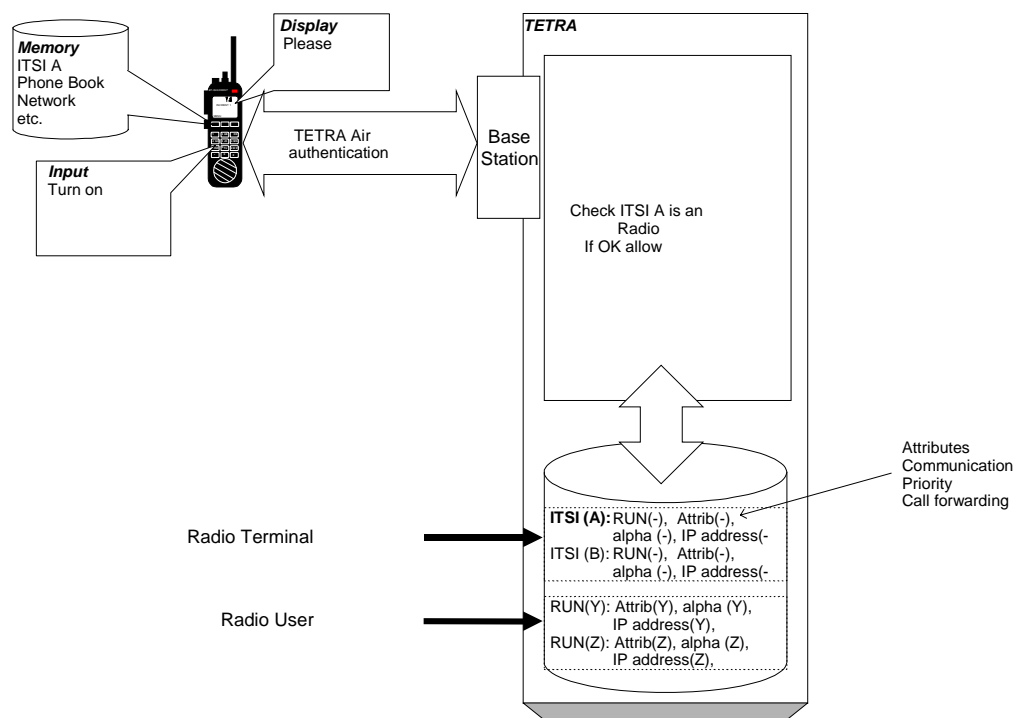 Memory
ITSI A
Phone Book
Network
etc.
Display
Please
Input
Turn on
TETRA Air
authentication
TETRA
Base
Station
Check ITSI A is an
Radio
If OK allow
Attributes
Communication
Priority
Call forwarding
Radio Terminal
ITSI (A): RUN(-), Attrib(-),
alpha (-), IP address(-
ITSI (B): RUN(-), Attrib(-),
alpha (-), IP address(-
Radio User
RUN(Y): Attrib(Y), alpha (Y),
IP address(Y),
RUN(Z): Attrib(Z), alpha (Z),
IP address(Z),